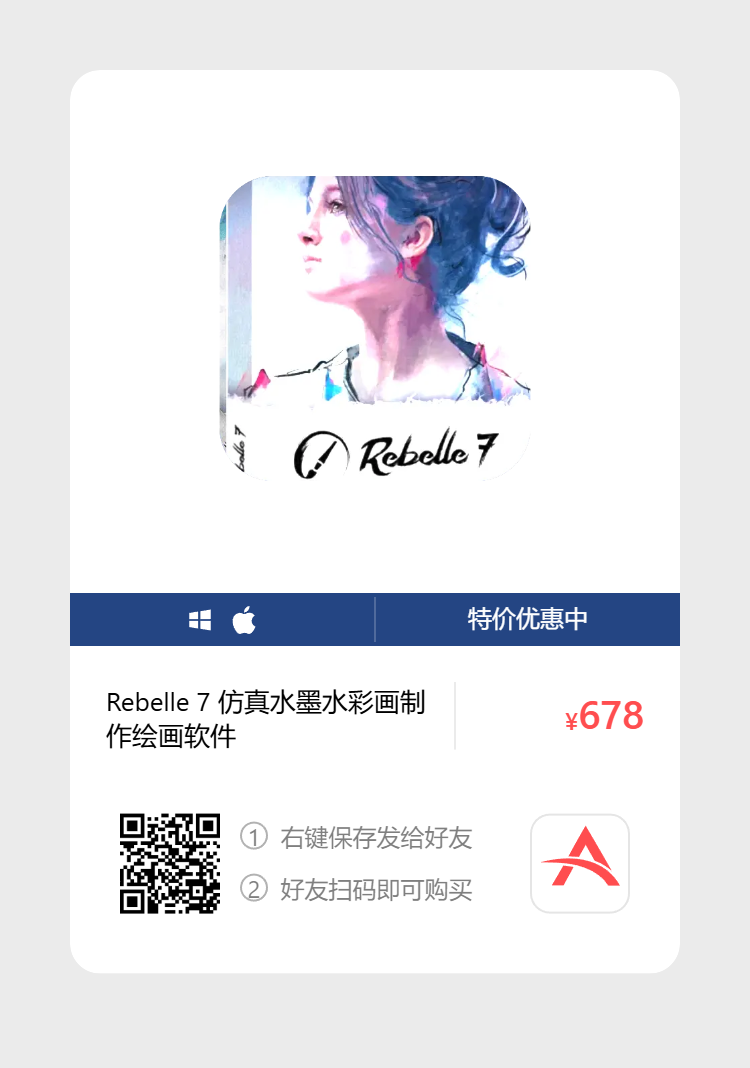 Rebelle 7
Rebelle 7
特价优惠中
Rebelle 7 仿真水墨水彩画制
作绘画软件
¥678
① 右键保存发给好友
② 好友扫码即可购买